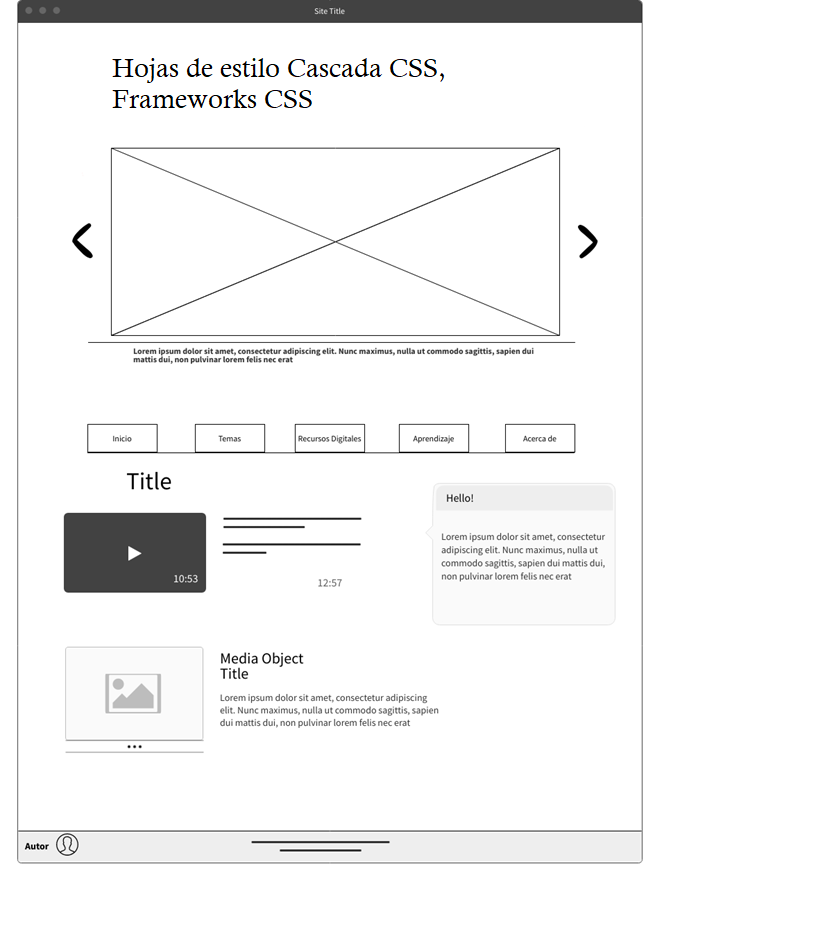 Site Title
Hojas de estilo Cascada CSS,
Frameworks CSS
Lorem ipsum dolor sit amet, consectetur adipiscing elit. Nunc maximus, nulla ut commodo sagittis, sapien dui
mattis dui, non pulvinar lorem felis nec erat
Inicio
Temas
Recursos Digitales
Aprendizaje
Acerca de
Title
10:53
12:57
Hello!
Lorem ipsum dolor sit amet, consectetur
adipiscing elit. Nunc maximus, nulla ut
commodo sagittis, sapien dui mattis dui,
non pulvinar lorem felis nec erat
Media Object
Title
Lorem ipsum dolor sit amet, consectetur adipiscing
elit. Nunc maximus, nulla ut commodo sagittis, sapien
dui mattis dui, non pulvinar lorem felis nec erat
Autor